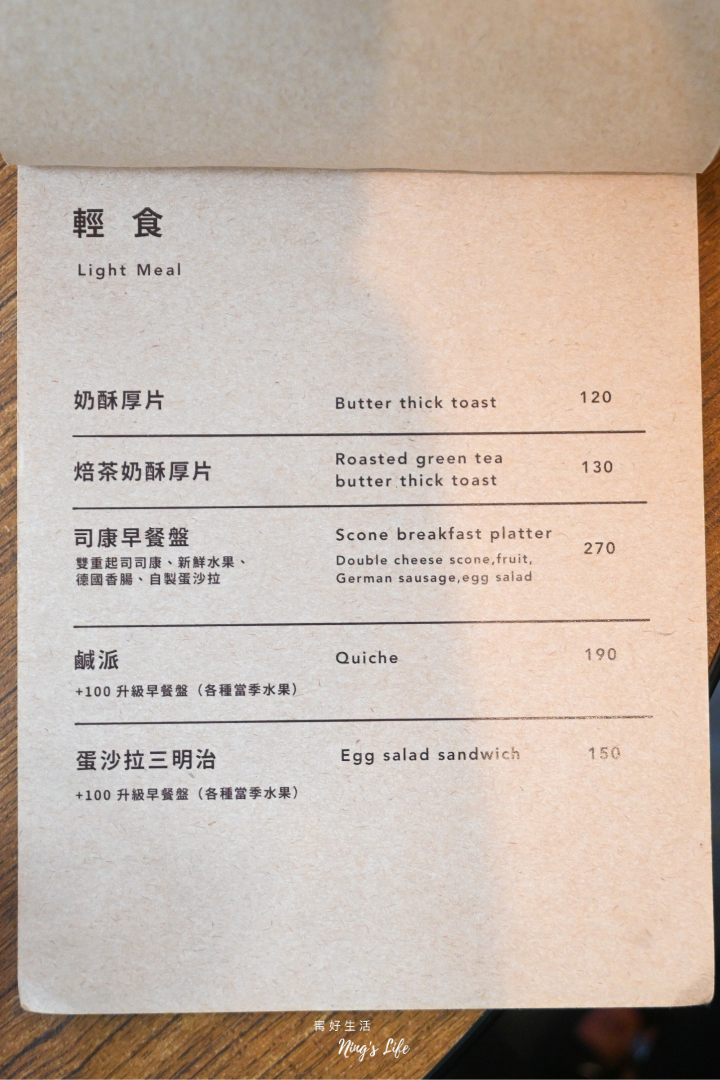 輕食
Light Meal
奶酥厚片 Butter thick toast 120
焙茶奶酥厚片 Roasted green tea
butter thick toast 130
司康早餐盤 Scone breakfast platter 270
雙重起司司康、新鮮水果、 Double cheese scone,fruit,
德國香腸、自製蛋沙拉 German sausage,egg salad
鹹派 Quiche 190
+100 升級早餐盤（各種當季水果）
蛋沙拉三明治 Egg salad sandwich 150
+100 升級早餐盤（各種當季水果）
甯好生活
Ning's Life